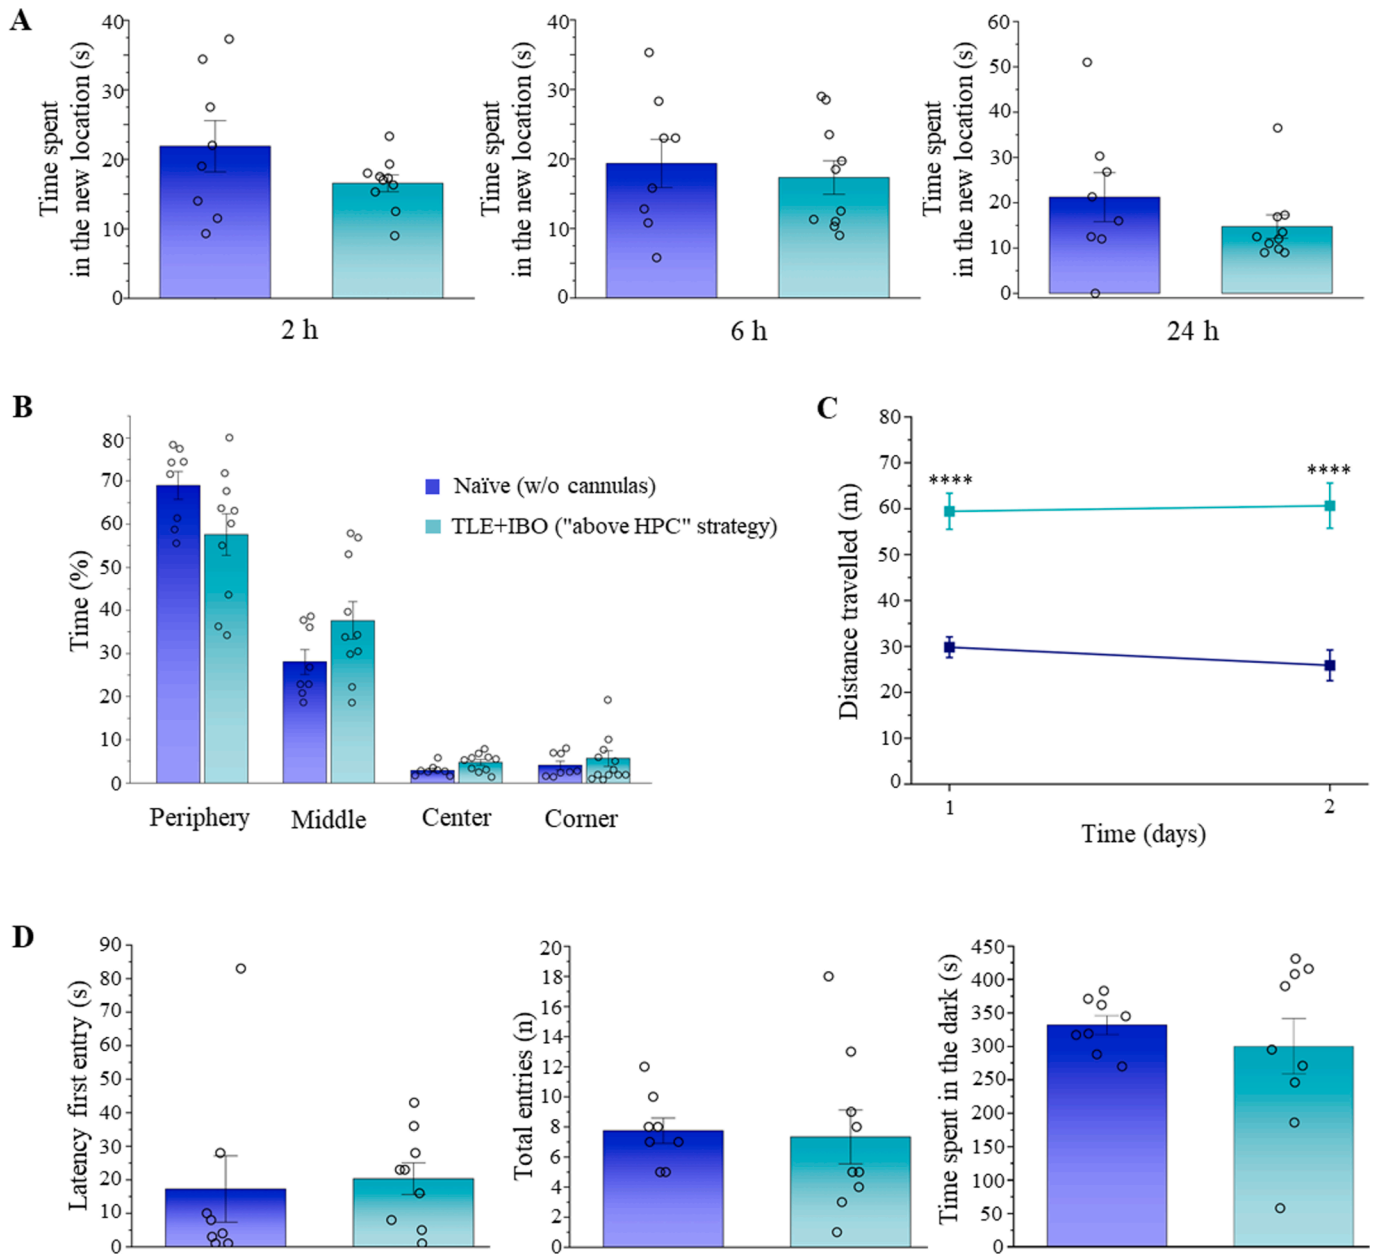 A
Time spent
in the new location (s)
40
30
20
10
0
2 h
Time spent
in the new location (s)
40
30
20
10
0
6 h
Time spent
in the new location (s)
60
50
40
30
20
10
0
24 h
B
Time (%)
80
70
60
50
40
30
20
10
0
Periphery
Middle
Center
Corner
Naïve (w/o cannulas)
TLE+IBO ("above HPC" strategy)
C
Distance travelled (m)
80
70
60
50
40
30
20
10
0
****
****
1
2
Time (days)
D
Latency first entry (s)
90
80
70
60
50
40
30
20
10
0
Total entries (n)
20
18
16
14
12
10
8
6
4
2
0
Time spent in the dark (s)
450
400
350
300
250
200
150
100
50
0